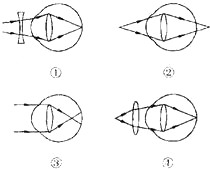 ① ②
③ ④